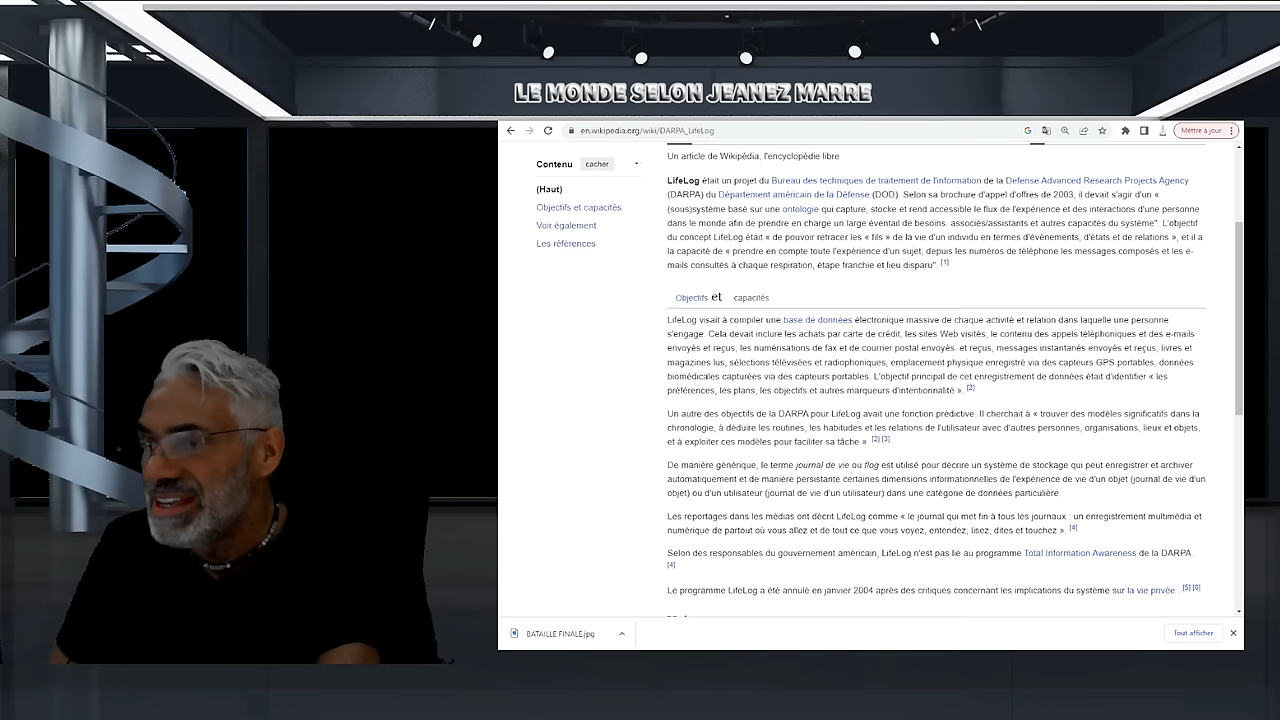 LE MONDE SELON JEANEZ MARRE
en.wikipedia.org/wiki/DARPA_LifeLog
Mettre à jour
Contenu cacher
(Haut)
Objectifs et capacités
Voir également
Les références
Un article de Wikipédia, l'encyclopédie libre
LifeLog était un projet du Bureau des techniques de traitement de l'information de la Defense Advanced Research Projects Agency
(DARPA) du Département américain de la Défense (DOD). Selon sa brochure d'appel d'offres de 2003, il devait s'agir d'un «
(sous)système basé sur une ontologie qui capture, stocke et rend accessible le flux de l'expérience et des interactions d'une personne
dans le monde afin de prendre en charge un large éventail de besoins. associés/assistants et autres capacités du système". L'objectif
du concept LifeLog était « de pouvoir retracer les « fils » de la vie d'un individu en termes d'événements, d'états et de relations », et il a
la capacité de « prendre en compte toute l'expérience d'un sujet, depuis les numéros de téléphone les messages composés et les e-
mails consultés à chaque respiration, étape franchie et lieu disparu". [1]
Objectifs et capacités
LifeLog visait à compiler une base de données électronique massive de chaque activité et relation dans laquelle une personne
s'engage. Cela devait inclure les achats par carte de crédit, les sites Web visités, le contenu des appels téléphoniques et des e-mails
envoyés et reçus, les numérisations de fax et de courrier postal envoyés. et reçus, messages instantanés envoyés et reçus, livres et
magazines lus, sélections télévisées et radiophoniques, emplacement physique enregistré via des capteurs GPS portables, données
biomédicales capturées via des capteurs portables. L'objectif principal de cet enregistrement de données était d'identifier « les
préférences, les plans, les objectifs et autres marqueurs d'intentionnalité ». [2]
Un autre des objectifs de la DARPA pour LifeLog avait une fonction prédictive. Il cherchait à « trouver des modèles significatifs dans la
chronologie, à déduire les routines, les habitudes et les relations de l'utilisateur avec d'autres personnes, organisations, lieux et objets,
et à exploiter ces modèles pour faciliter sa tâche » [2] [3]
De manière générique, le terme journal de vie ou flog est utilisé pour décrire un système de stockage qui peut enregistrer et archiver
automatiquement et de manière persistante certaines dimensions informationnelles de l'expérience de vie d'un objet (journal de vie d'un
objet) ou d'un utilisateur (journal de vie d'un utilisateur) dans une catégorie de données particulière.
Les reportages dans les médias ont décrit LifeLog comme « le journal qui met fin à tous les journaux : un enregistrement multimédia et
numérique de partout où vous allez et de tout ce que vous voyez, entendez, lisez, dites et touchez ». [4]
Selon des responsables du gouvernement américain, LifeLog n'est pas lié au programme Total Information Awareness de la DARPA .
[4]
Le programme LifeLog a été annulé en janvier 2004 après des critiques concernant les implications du système sur la vie privée . [5] [6]
BATAILLE FINALE.jpg
Tout afficher